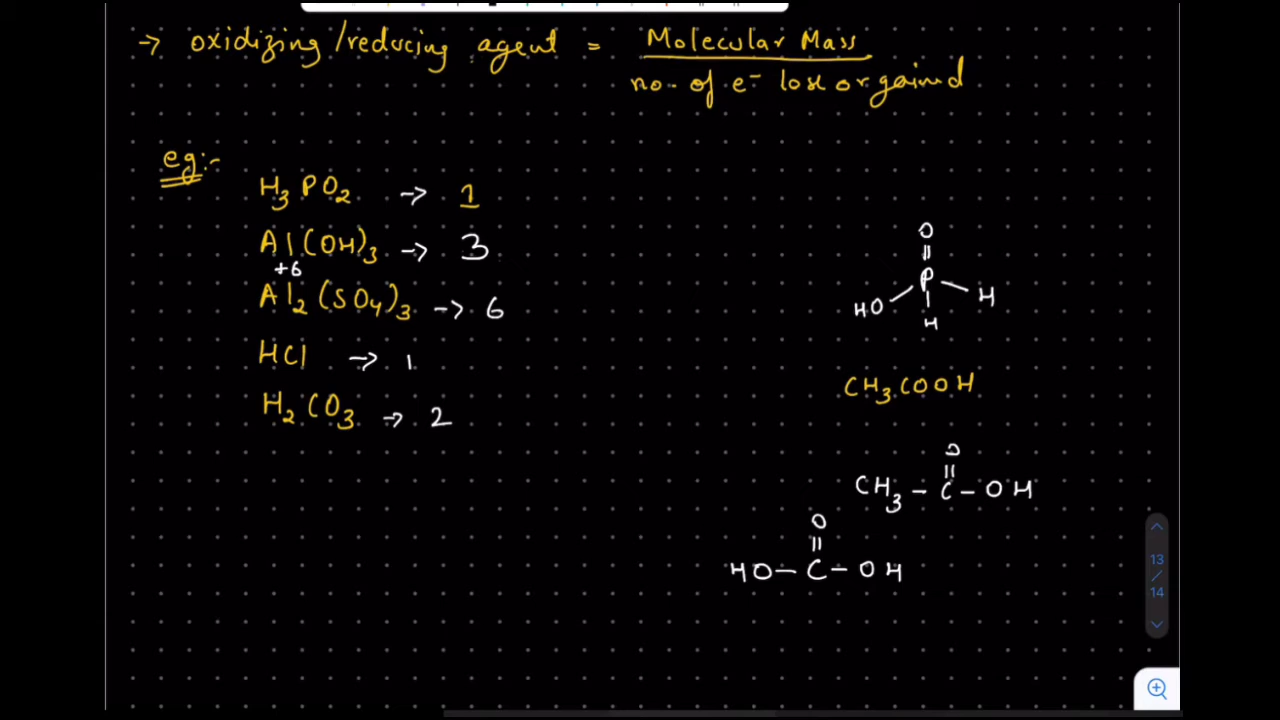 → oxidizing/reducing agent = Molecular Mass
no. of e⁻ lose or gained
eg:-
H₃PO₂ → 1
Al(OH)₃ → 3
+6
Al₂(SO₄)₃ → 6
HCl → 1
H₂CO₃ → 2
O
||
P
HO
H
H
CH₃COOH
O
||
CH₃ – C – OH
O
||
HO – C – OH
13
/
14